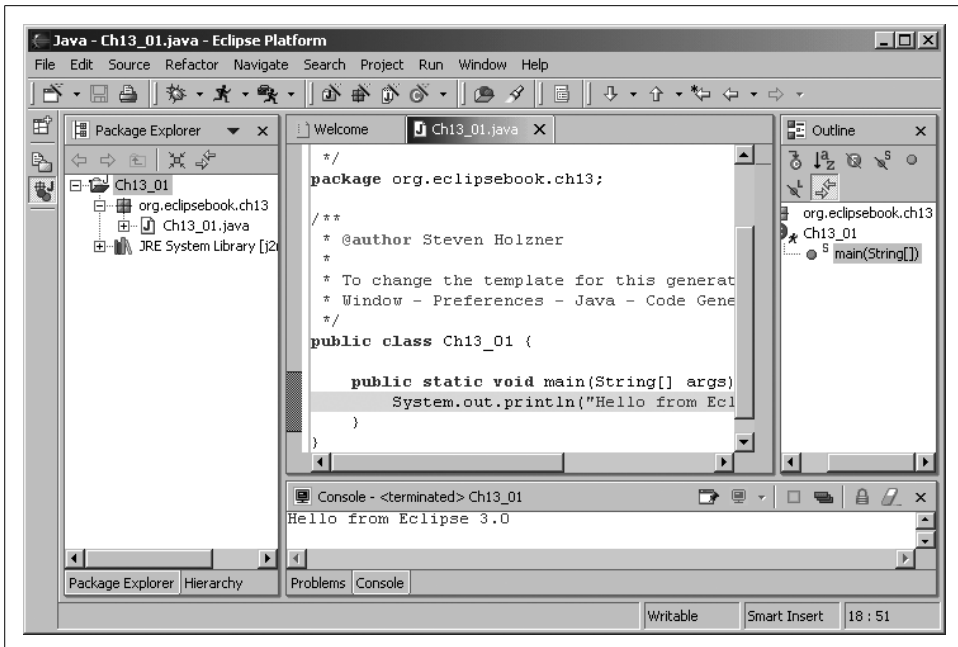 Java - Ch13_01.java - Eclipse Platform
File Edit Source Refactor Navigate Search Project Run Window Help
Package Explorer
Ch13_01
org.eclipsebook.ch13
Ch13_01.java
JRE System Library [j2
Package Explorer Hierarchy
Welcome Ch13_01.java
*/
package org.eclipsebook.ch13;
/**
* @author Steven Holzner
*
* To change the template for this generat
* Window - Preferences - Java - Code Gene
*/
public class Ch13_01 {
public static void main(String[] args)
System.out.println("Hello from Ecl
}
}
Outline
org.eclipsebook.ch13
Ch13_01
main(String[])
Console - <terminated> Ch13_01
Hello from Eclipse 3.0
Problems Console
Writable Smart Insert 18 : 51